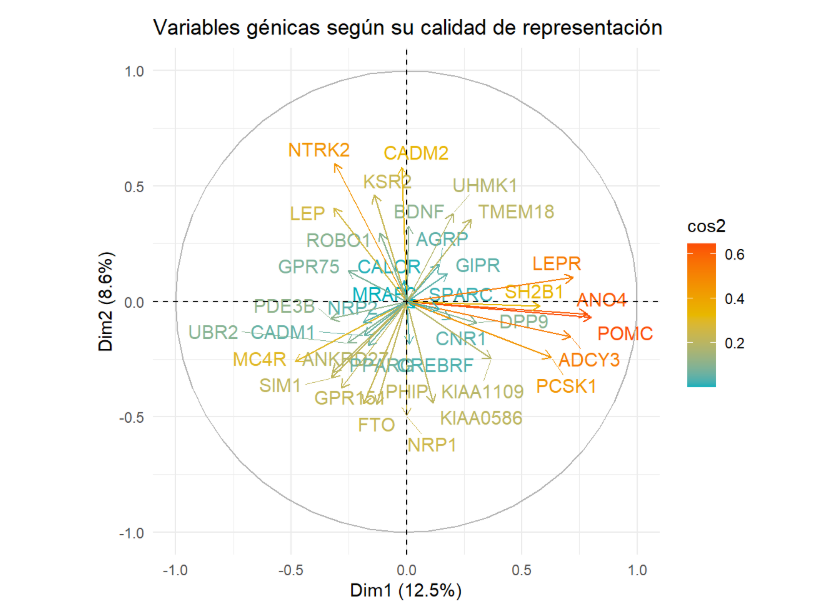 Variables génicas según su calidad de representación
1.0
NTRK2
CADM2
KSR2
UHMK1
0.5
LEP
BDNF
TMEM18
ROBO1
AGRP
cos2
GPR75
CALCR
GIPR
LEPR
0.6
SH2B1
0.0
SPARC
ANO4
0.4
PDE3B
NRP2
DPP9
UBR2
CADM1
CNR1
POMC
0.2
MC4R
ANKRD27
CREBRF
ADCY3
SIM1
PHIP
KIAA1109
PCSK1
GPR151
-0.5
FTO
KIAA0586
NRP1
-1.0
-1.0
-0.5
0.0
0.5
1.0
Dim1 (12.5%)
Dim2 (8.6%)